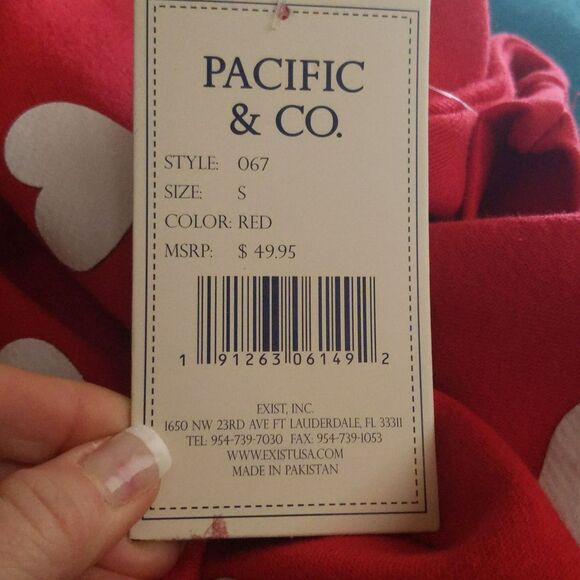 PACIFIC
& CO.
STYLE: 067
SIZE: S
COLOR: RED
MSRP: $ 49.95
1 91263 06149 2
EXIST, INC.
1650 NW 23RD AVE FT LAUDERDALE, FL 33311
TEL: 954-739-7030 FAX: 954-739-1053
WWW.EXISTUSA.COM
MADE IN PAKISTAN